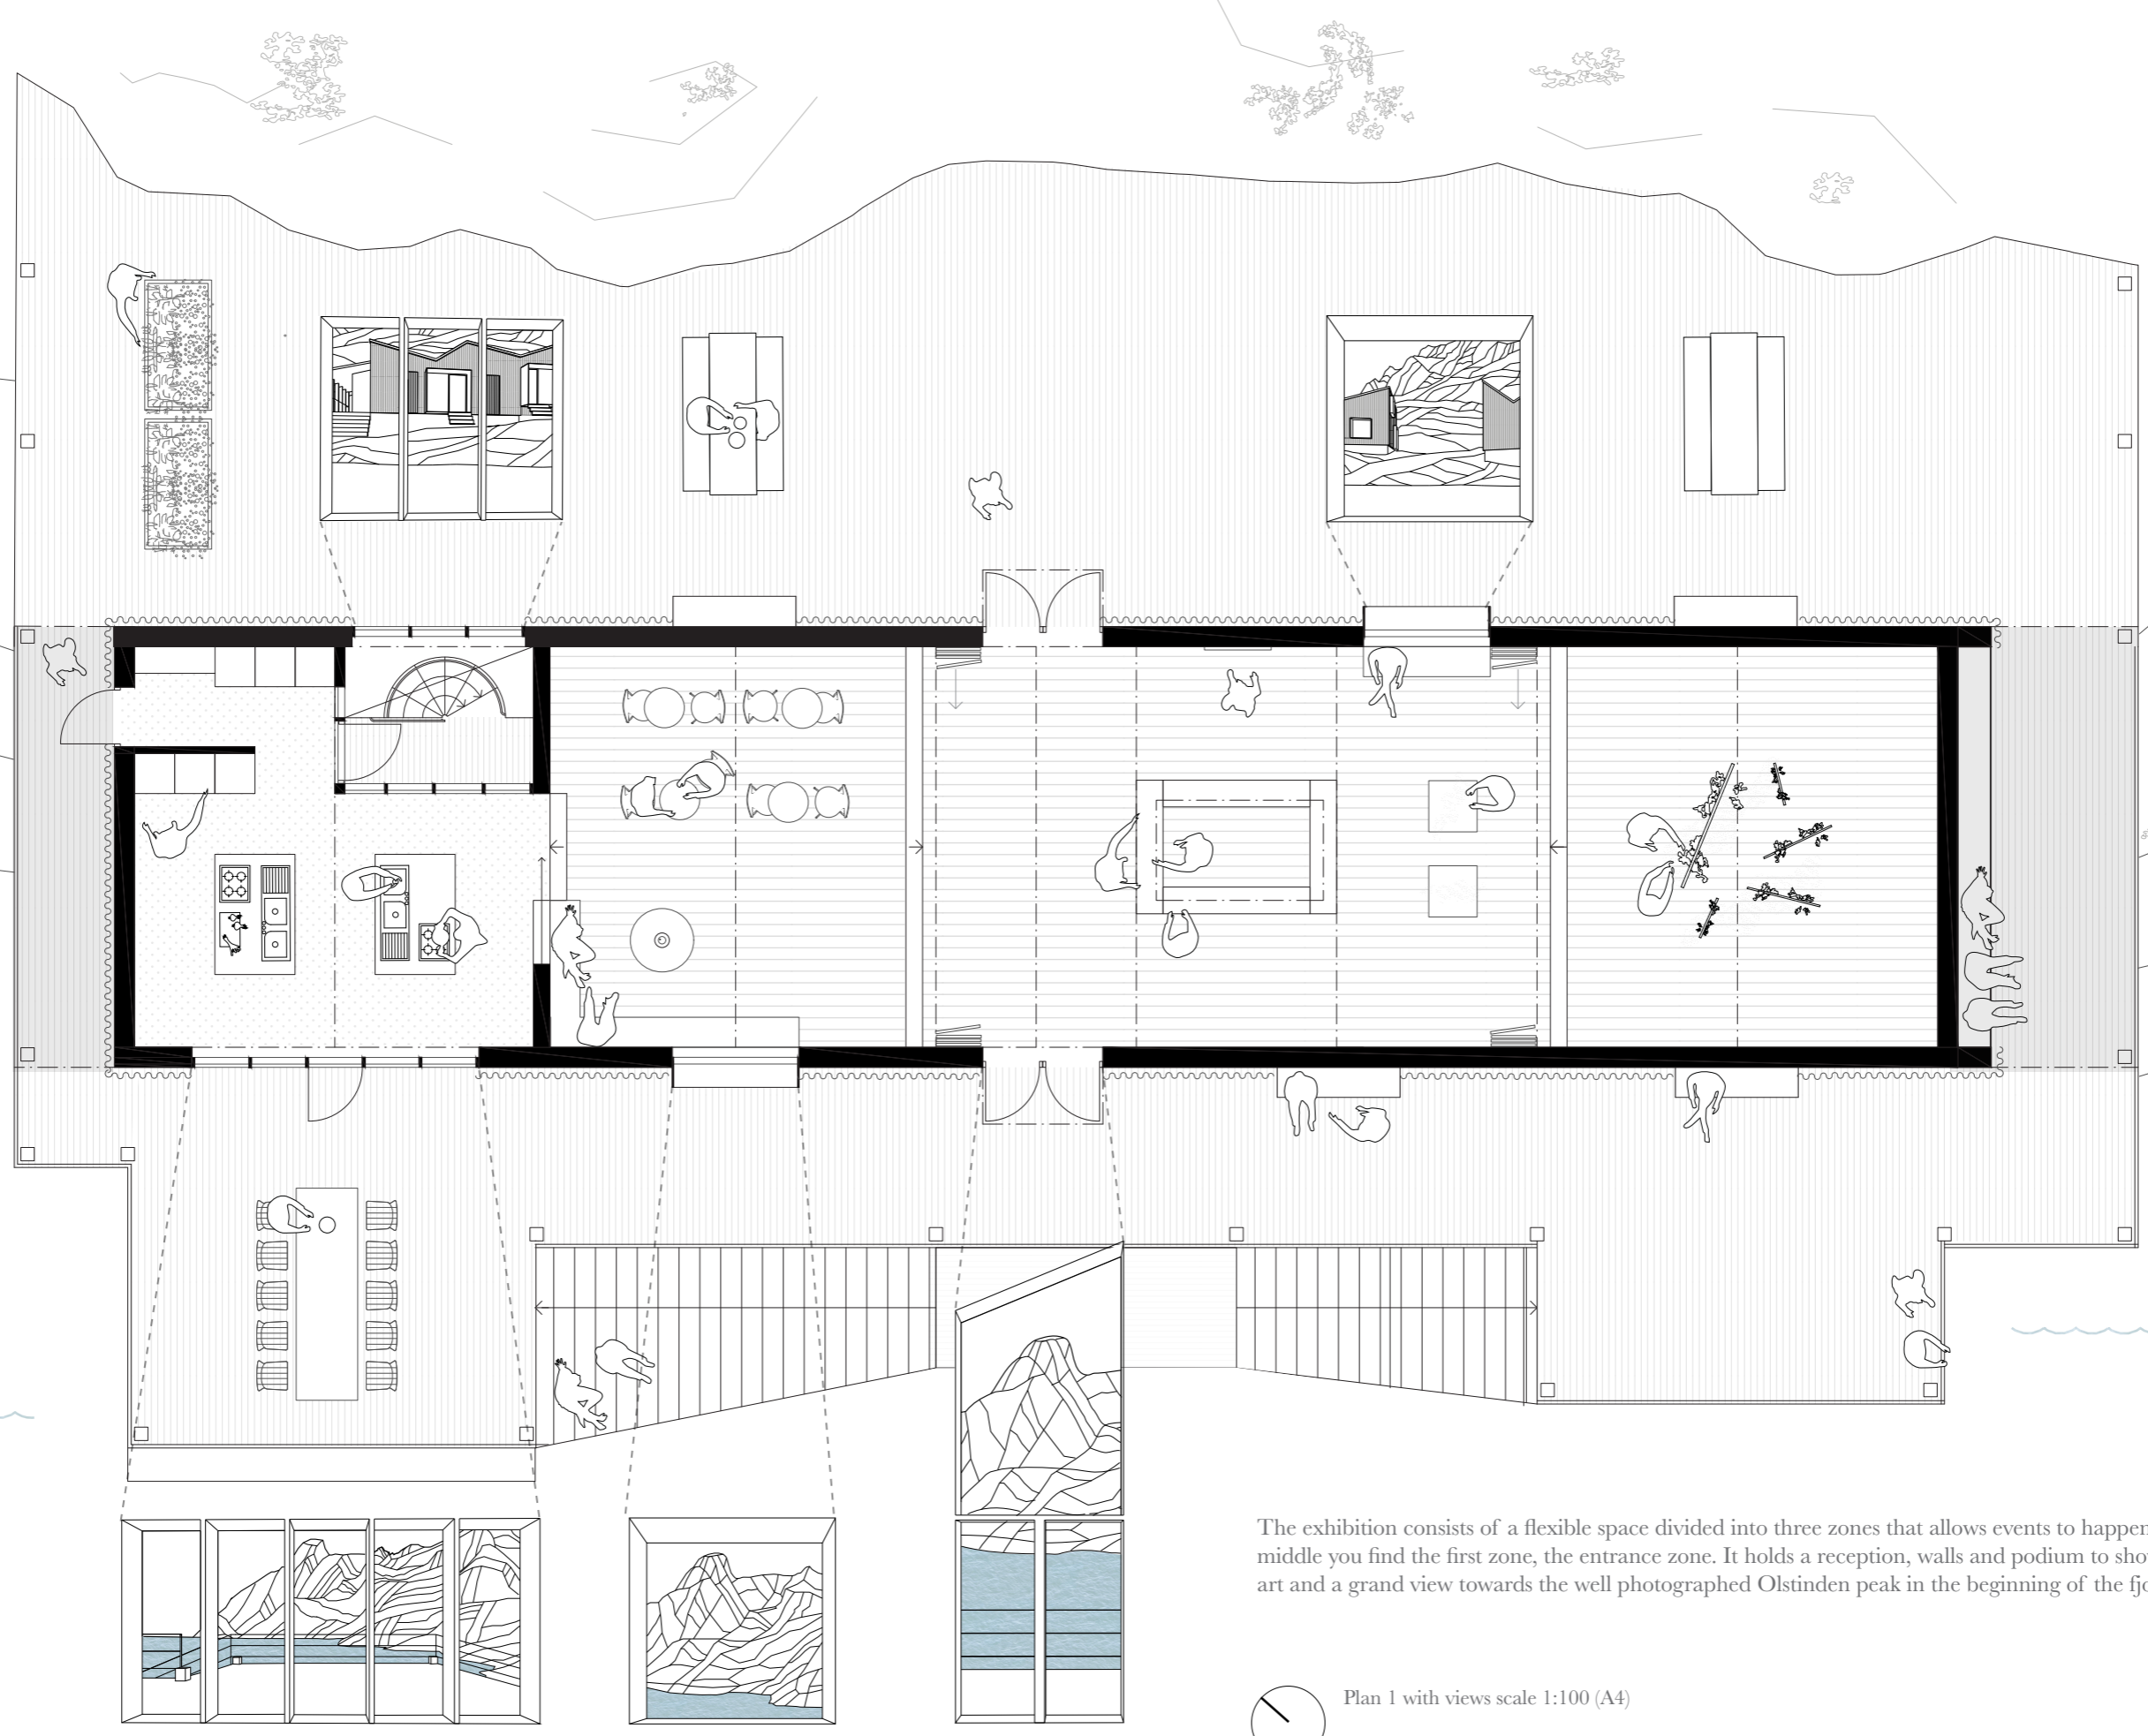 The exhibition consists of a flexible space divided into three zones that allows events to happen
middle you find the first zone, the entrance zone. It holds a reception, walls and podium to
art and a grand view towards the well photographed Olstinden peak in the beginning of the
Plan 1 with views scale 1:100 (A4)